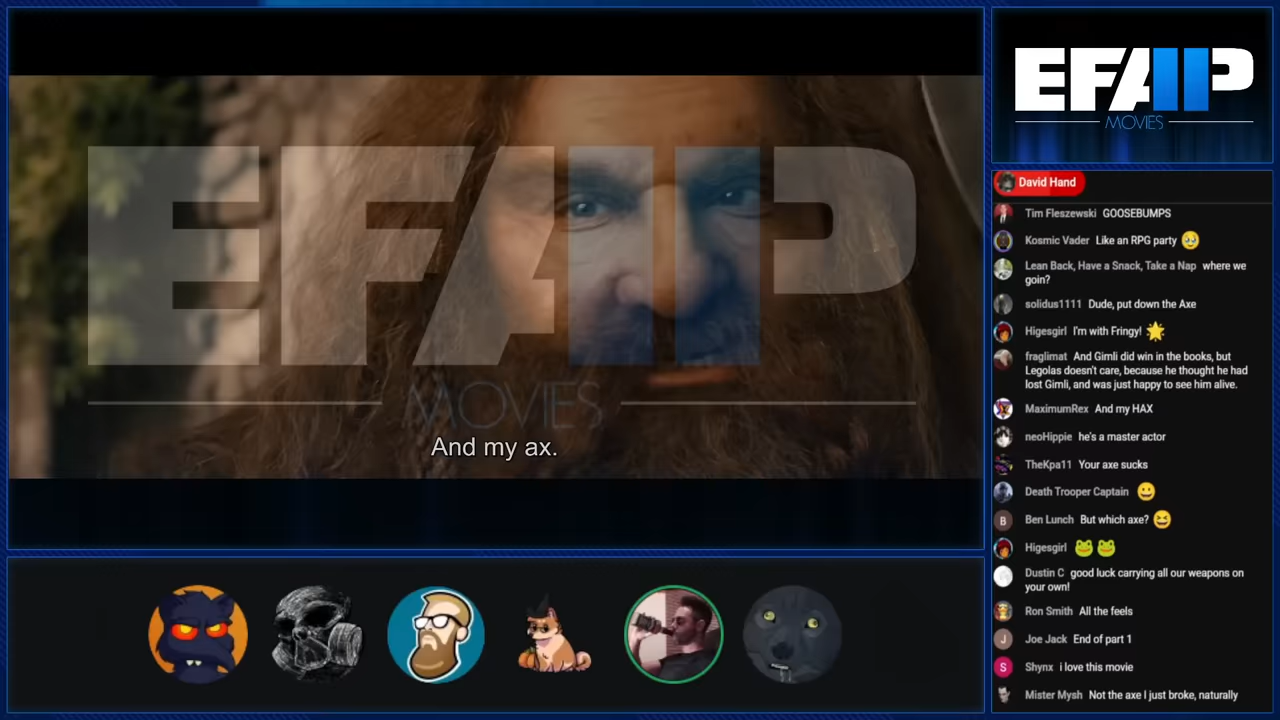 EFAP
MOVIES
And my ax.
EFAP
MOVIES
David Hand
Tim Fleszewski GOOSEBUMPS
Kosmic Vader Like an RPG party
Lean Back, Have a Snack, Take a Nap where we
goin?
solidus1111 Dude, put down the Axe
Higesgirl I'm with Fringy!
fraglimat And Gimli did win in the books, but
Legolas doesn't care, because he thought he had
lost Gimli, and was just happy to see him alive.
MaximumRex And my HAX
neoHippie he's a master actor
TheKpa11 Your axe sucks
Death Trooper Captain
B
Ben Lunch But which axe?
Higesgirl
Dustin C good luck carrying all our weapons on
your own!
Ron Smith All the feels
J
Joe Jack End of part 1
S
Shynx i love this movie
Mister Mysh Not the axe I just broke, naturally